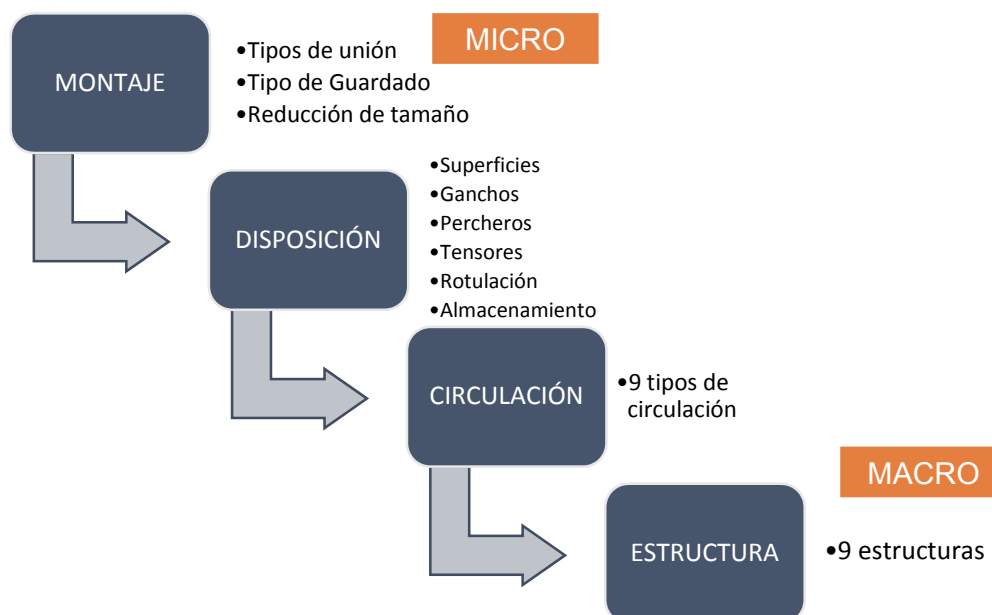 MICRO
MONTAJE
•Tipos de unión
•Tipo de Guardado
•Reducción de tamaño
DISPOSICIÓN
•Superficies
•Ganchos
•Percheros
•Tensores
•Rotulación
•Almacenamiento
CIRCULACIÓN
•9 tipos de
circulación
MACRO
ESTRUCTURA
•9 estructuras